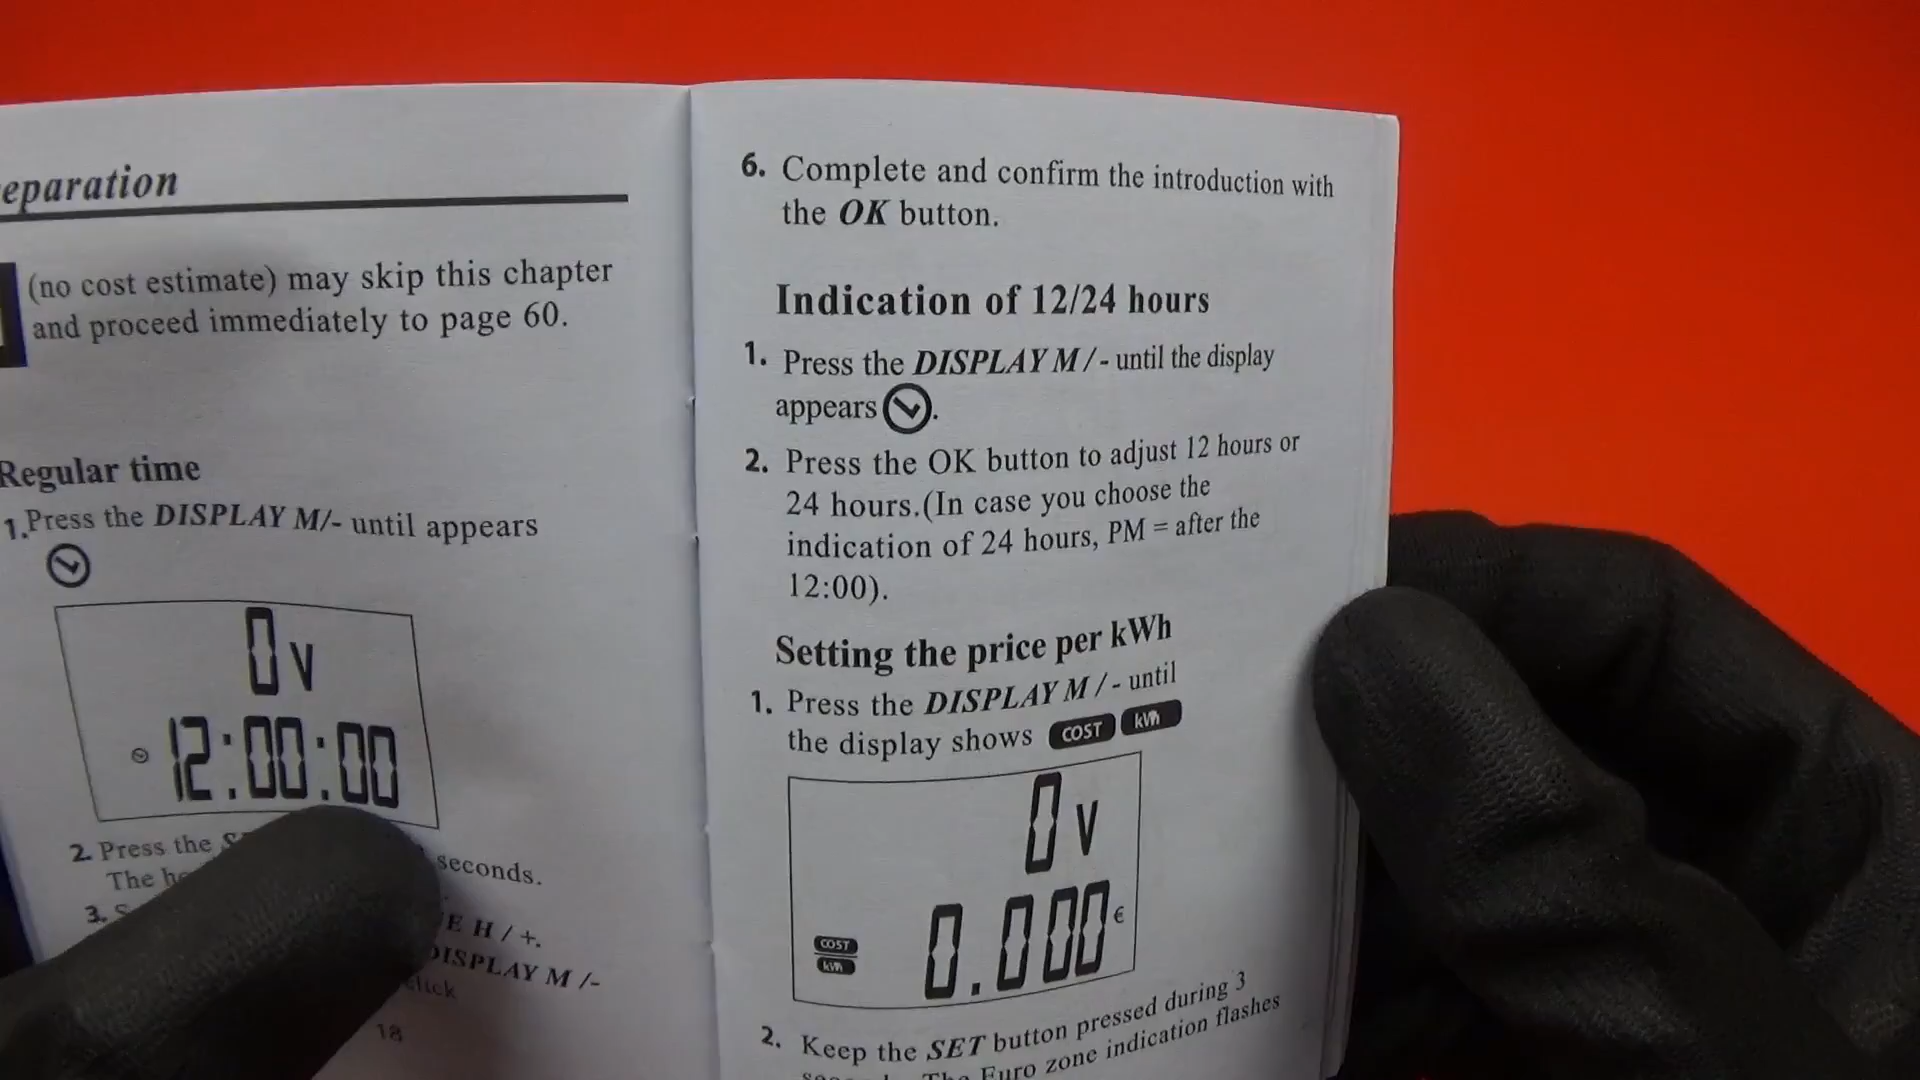 eparation
(no cost estimate) may skip this chapter
and proceed immediately to page 60.
Regular time
1. Press the DISPLAY M/- until appears
0 V
12:00:00
2. Press the seconds.
The
3.
E H / +.
DISPLAY M /-
click
18
6. Complete and confirm the introduction with
the OK button.
Indication of 12/24 hours
1. Press the DISPLAY M / - until the display
appears .
2. Press the OK button to adjust 12 hours or
24 hours.(In case you choose the
indication of 24 hours, PM = after the
12:00).
Setting the price per kWh
1. Press the DISPLAY M / - until
the display shows COST kWh
0 V
COST
kWh
0.000 €
2. Keep the SET button pressed during 3
The Euro zone indication flashes